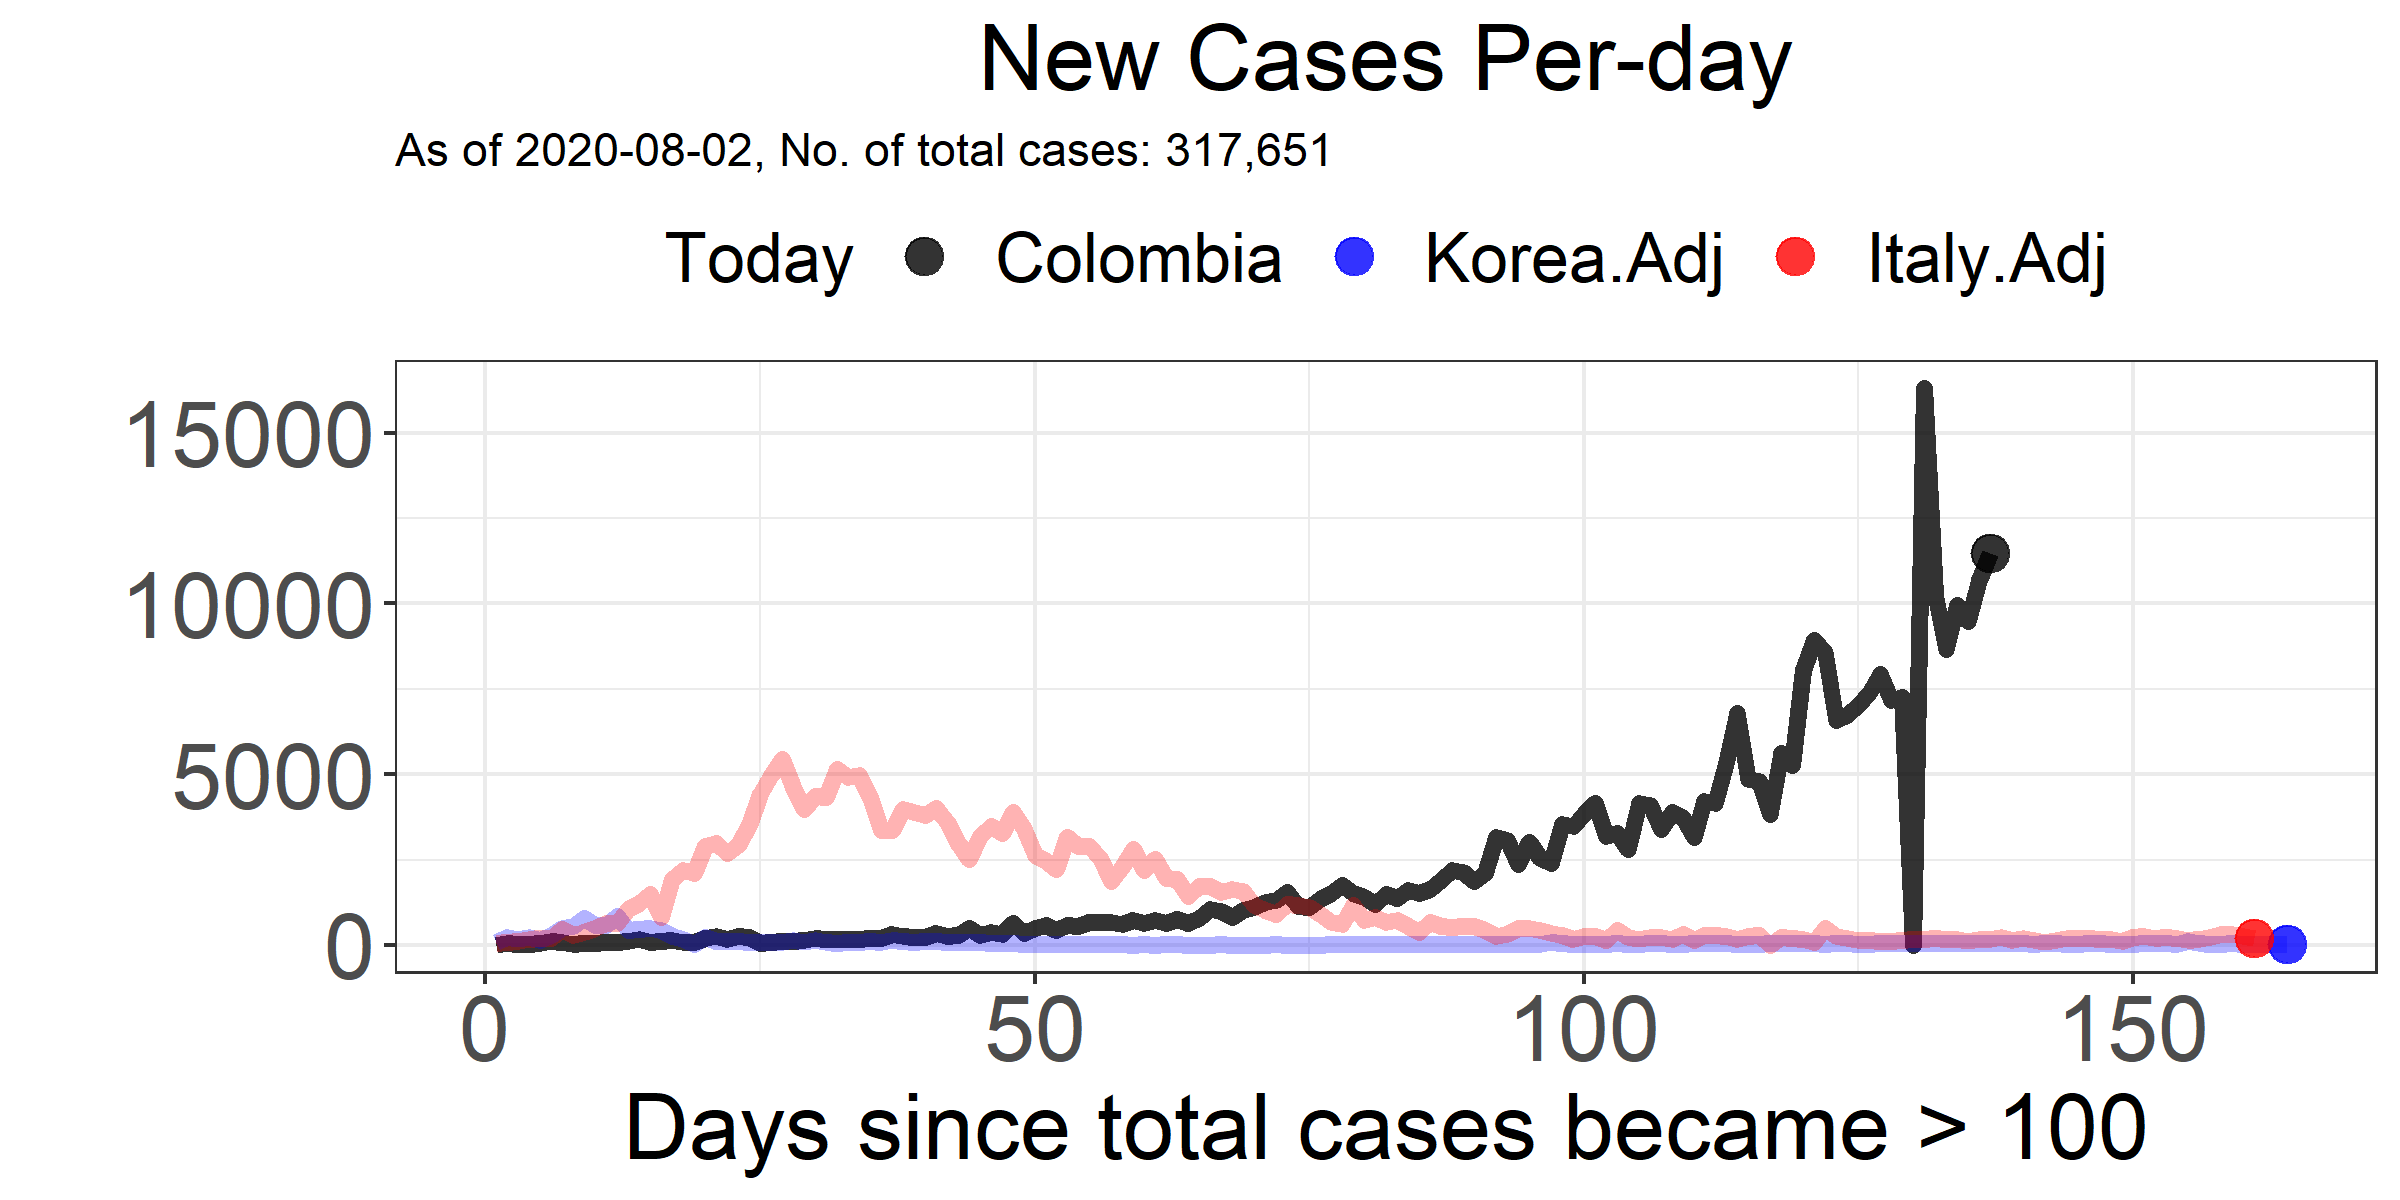 New Cases Per-day
As of 2020-08-02, No. of total cases: 317,651
Today Colombia Korea.Adj Italy.Adj
15000
10000
5000
0
0 50 100 150
Days since total cases became > 100